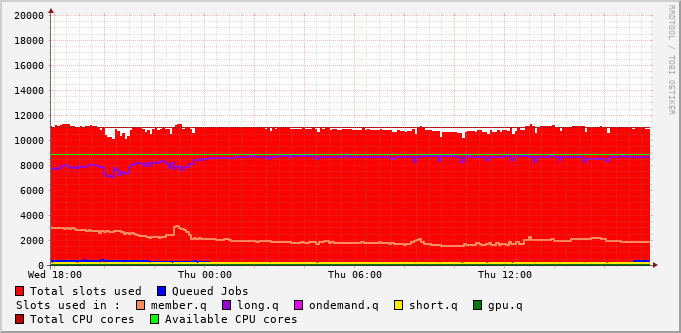 RRDTOOL / TOBI OETIKER
20000
18000
16000
14000
12000
10000
8000
6000
4000
2000
0
Wed 18:00 Thu 00:00 Thu 06:00 Thu 12:00
Total slots used Queued Jobs
Slots used in : member.q long.q ondemand.q short.q gpu.q
Total CPU cores Available CPU cores